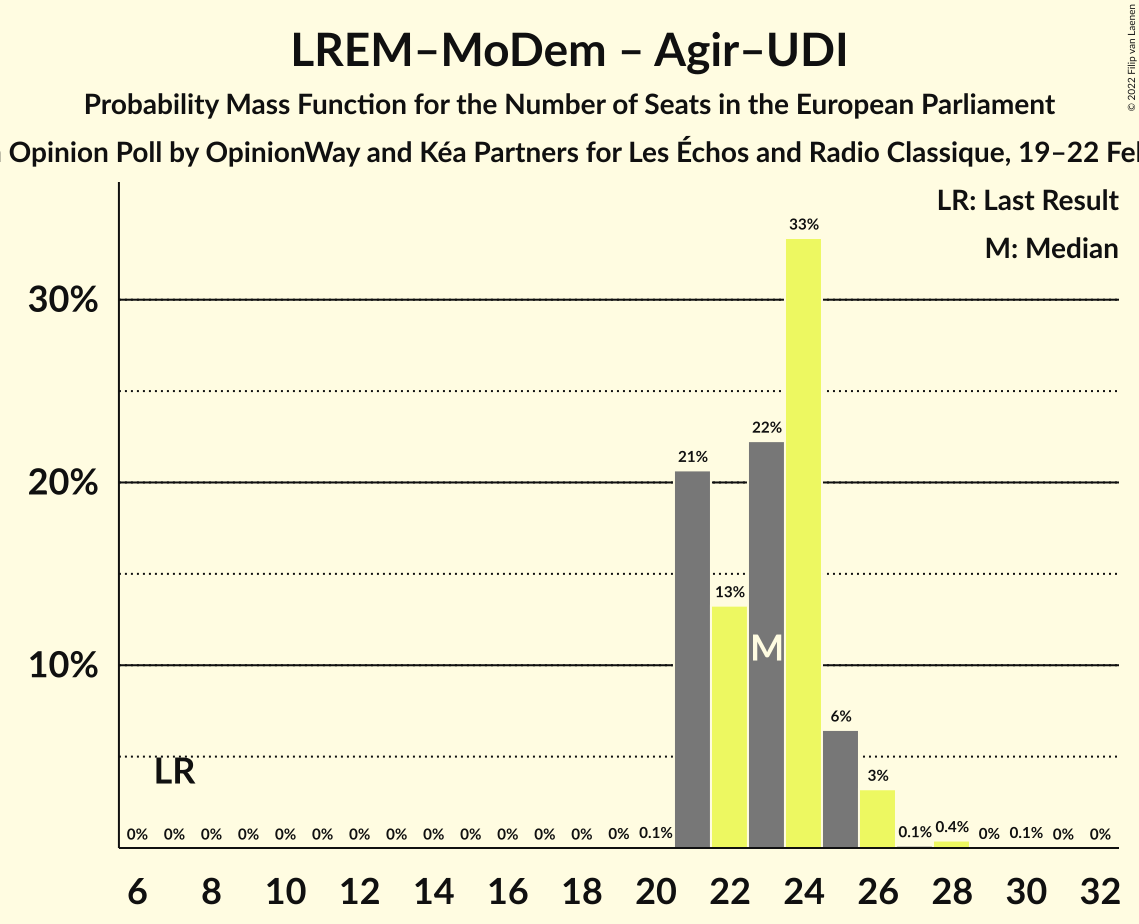 LREM–MoDem – Agir–UDI
Probability Mass Function for the Number of Seats in the European Parliament
Opinion Poll by OpinionWay and Kéa Partners for Les Échos and Radio Classique, 19–22
© 2022 Filip van Laenen
LR: Last Result
M: Median
33%
30%
22%
21%
20%
13%
M
10%
6%
LR
3%
0% 0% 0% 0% 0% 0% 0% 0% 0% 0% 0% 0% 0% 0% 0.1% 0.1% 0.4% 0% 0.1% 0% 0%
6 8 10 12 14 16 18 20 22 24 26 28 30 32